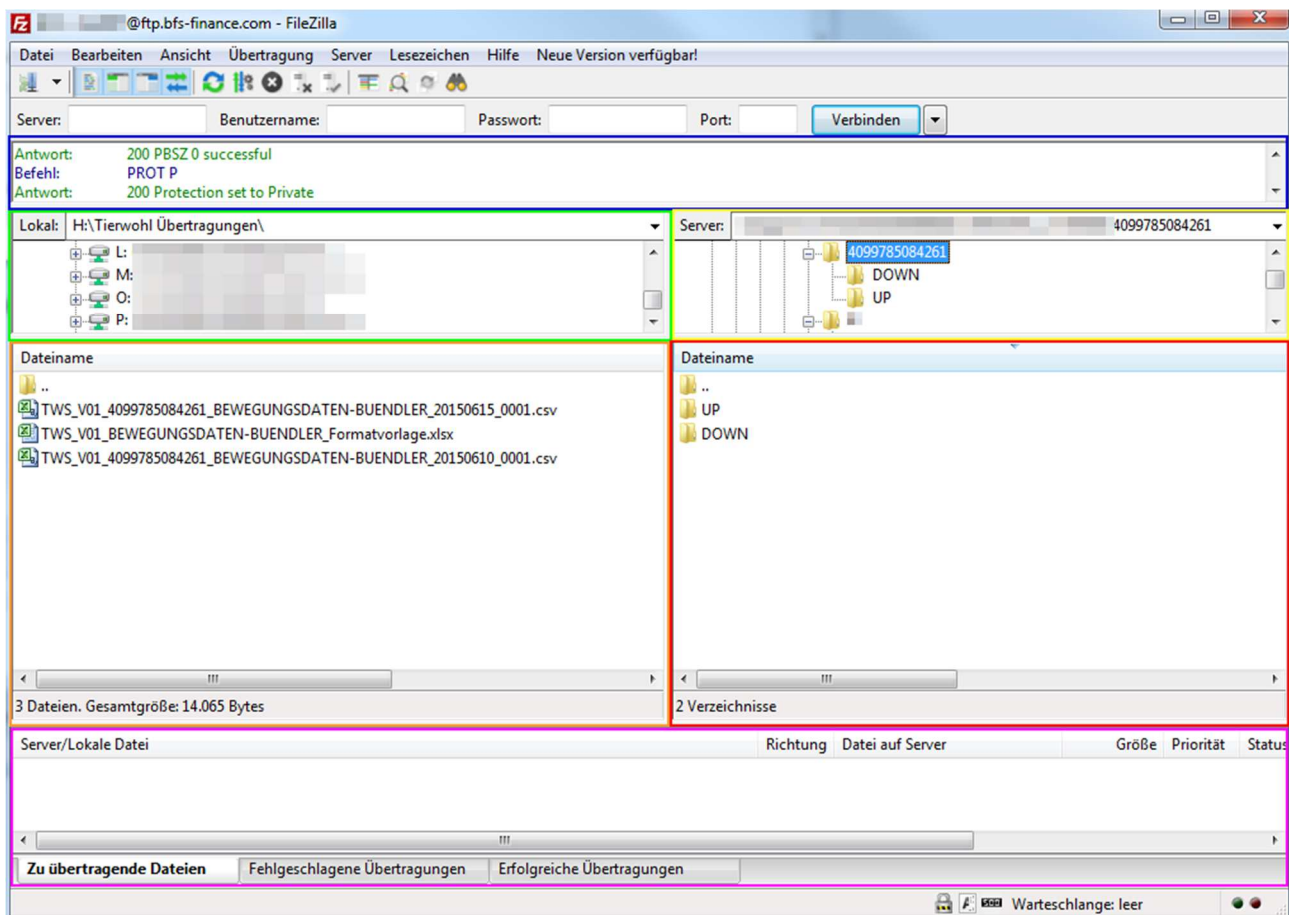 @ftp.bfs-finance.com - FileZilla
Datei Bearbeiten Ansicht Übertragung Server Lesezeichen Hilfe Neue Version verfügbar!
Server: Benutzername: Passwort: Port: Verbinden
Antwort: 200 PBSZ 0 successful
Befehl: PROT P
Antwort: 200 Protection set to Private
Lokal: H:\Tierwohl Übertragungen\
L:
M:
O:
P:
Server: 4099785084261
4099785084261
DOWN
UP
Dateiname
..
TWS_V01_4099785084261_BEWEGUNGSDATEN-BUENDLER_20150615_0001.csv
TWS_V01_BEWEGUNGSDATEN-BUENDLER_Formatvorlage.xlsx
TWS_V01_4099785084261_BEWEGUNGSDATEN-BUENDLER_20150610_0001.csv
3 Dateien. Gesamtgröße: 14.065 Bytes
Dateiname
..
UP
DOWN
2 Verzeichnisse
Server/Lokale Datei Richtung Datei auf Server Größe Priorität Status
Zu übertragende Dateien Fehlgeschlagene Übertragungen Erfolgreiche Übertragungen
Warteschlange: leer